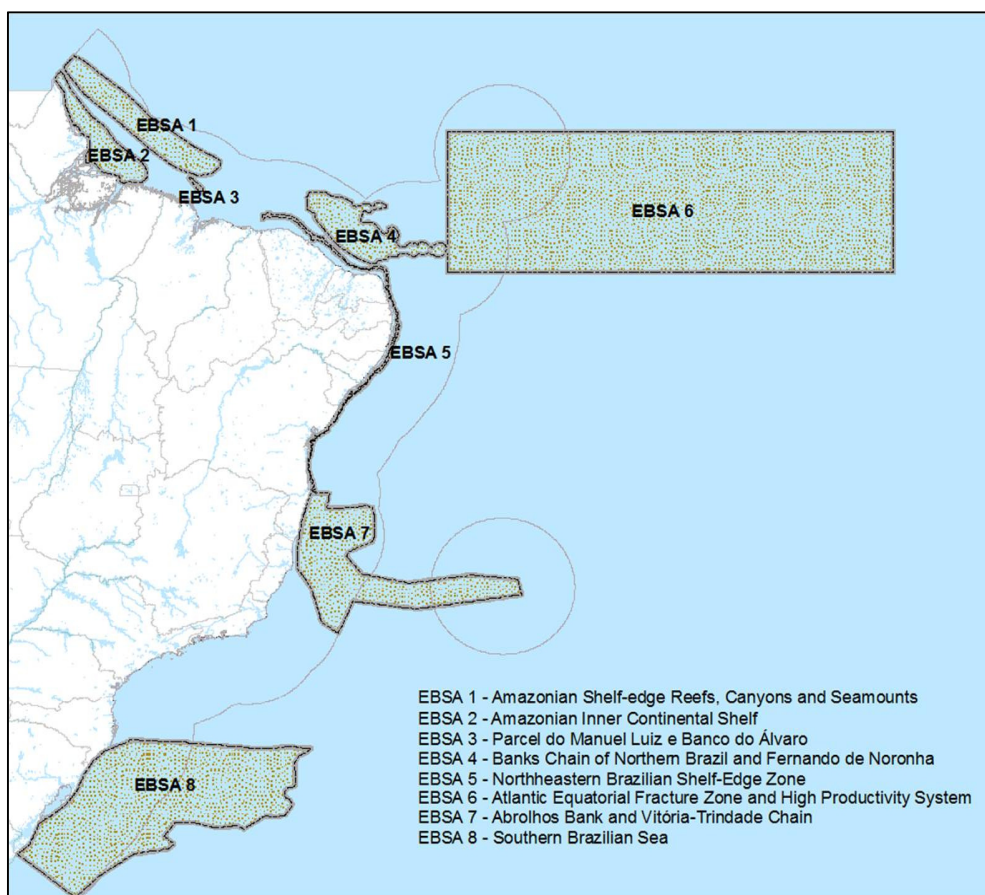 EBSA 1
EBSA 2
EBSA 3
EBSA 6
EBSA 4
EBSA 5
EBSA 7
EBSA 8
EBSA 1 - Amazonian Shelf-edge Reefs, Canyons and Seamounts
EBSA 2 - Amazonian Inner Continental Shelf
EBSA 3 - Parcel do Manuel Luiz e Banco do Álvaro
EBSA 4 - Banks Chain of Northern Brazil and Fernando de Noronha
EBSA 5 - Northheastern Brazilian Shelf-Edge Zone
EBSA 6 - Atlantic Equatorial Fracture Zone and High Productivity System
EBSA 7 - Abrolhos Bank and Vitória-Trindade Chain
EBSA 8 - Southern Brazilian Sea